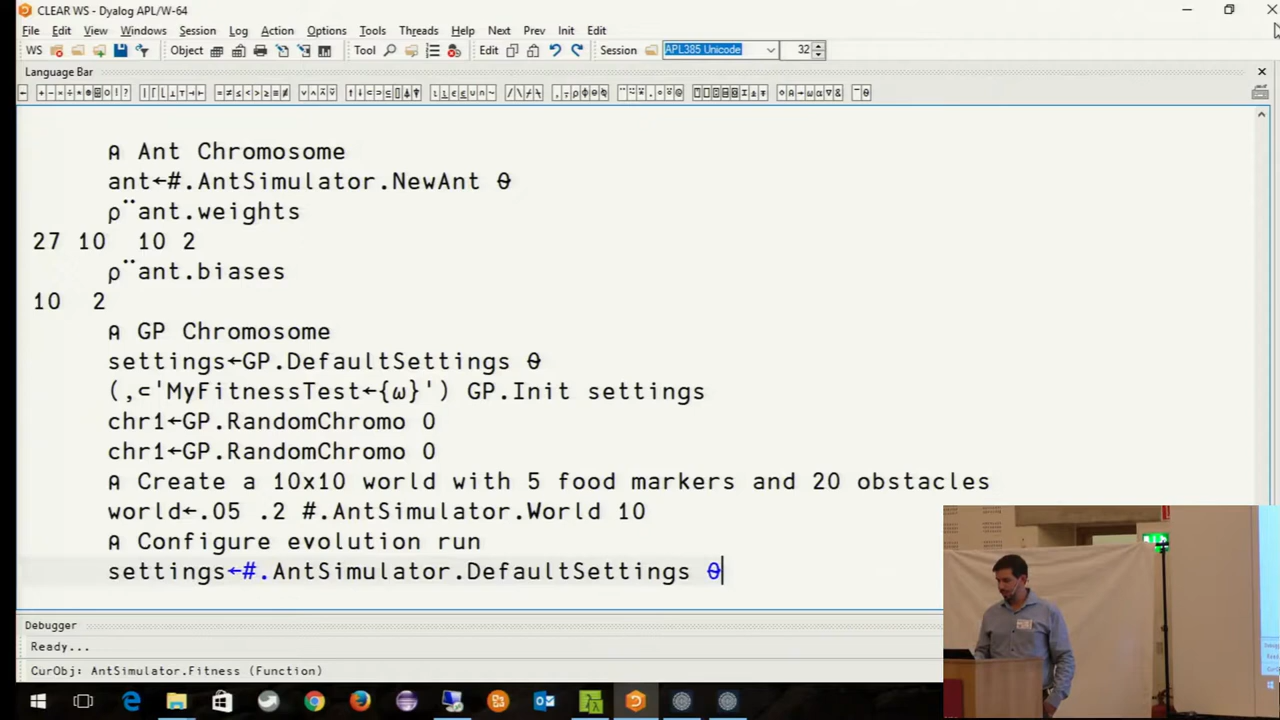 CLEAR WS - Dyalog APL/W-64
File Edit View Windows Session Log Action Options Tools Threads Help Next Prev Init Edit
WS Object Tool Edit Session APL385 Unicode 32
Language Bar
⍝ Ant Chromosome
ant←#.AntSimulator.NewAnt ⍬
⍴¨ant.weights
27 10  10 2
⍴¨ant.biases
10  2
⍝ GP Chromosome
settings←GP.DefaultSettings ⍬
(,⊂'MyFitnessTest←{⍵}') GP.Init settings
chr1←GP.RandomChromo 0
chr1←GP.RandomChromo 0
⍝ Create a 10x10 world with 5 food markers and 20 obstacles
world←.05 .2 #.AntSimulator.World 10
⍝ Configure evolution run
settings←#.AntSimulator.DefaultSettings ⍬
Debugger
Ready...
CurObj: AntSimulator.Fitness (Function)